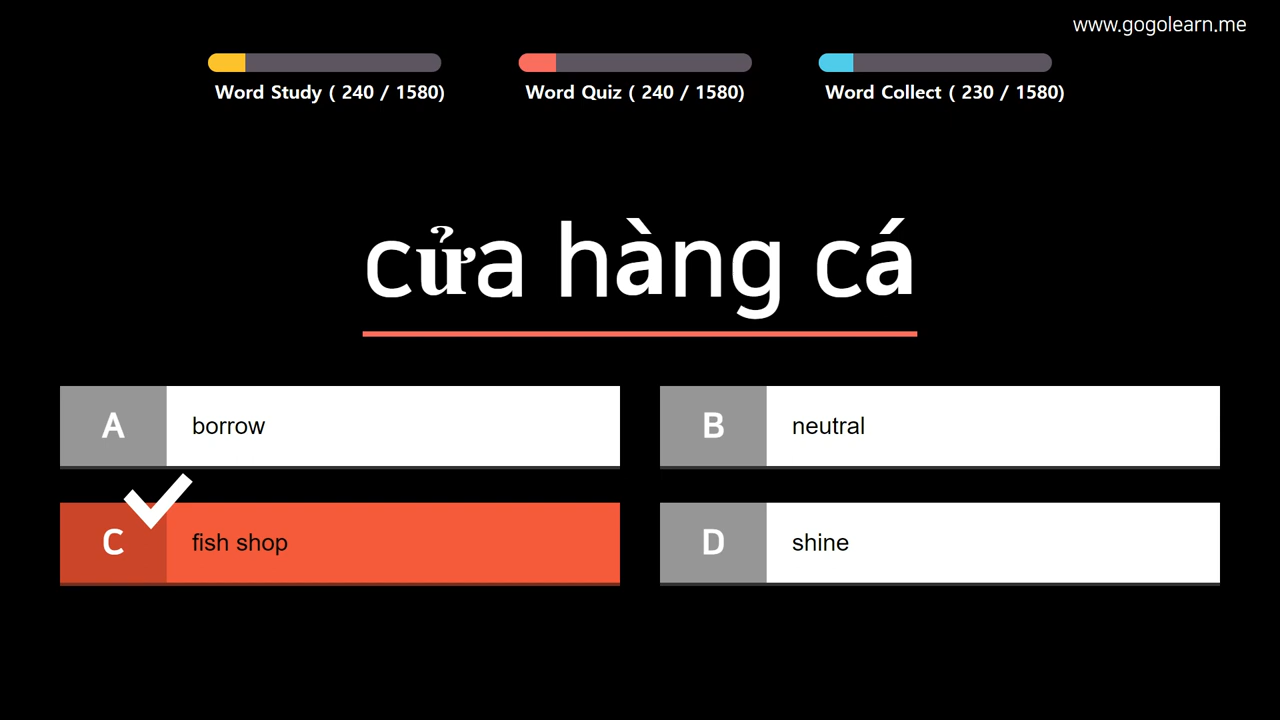 www.gogolearn.me
Word Study ( 240 / 1580)
Word Quiz ( 240 / 1580)
Word Collect ( 230 / 1580)
cửa hàng cá
A
borrow
B
neutral
C
fish shop
D
shine